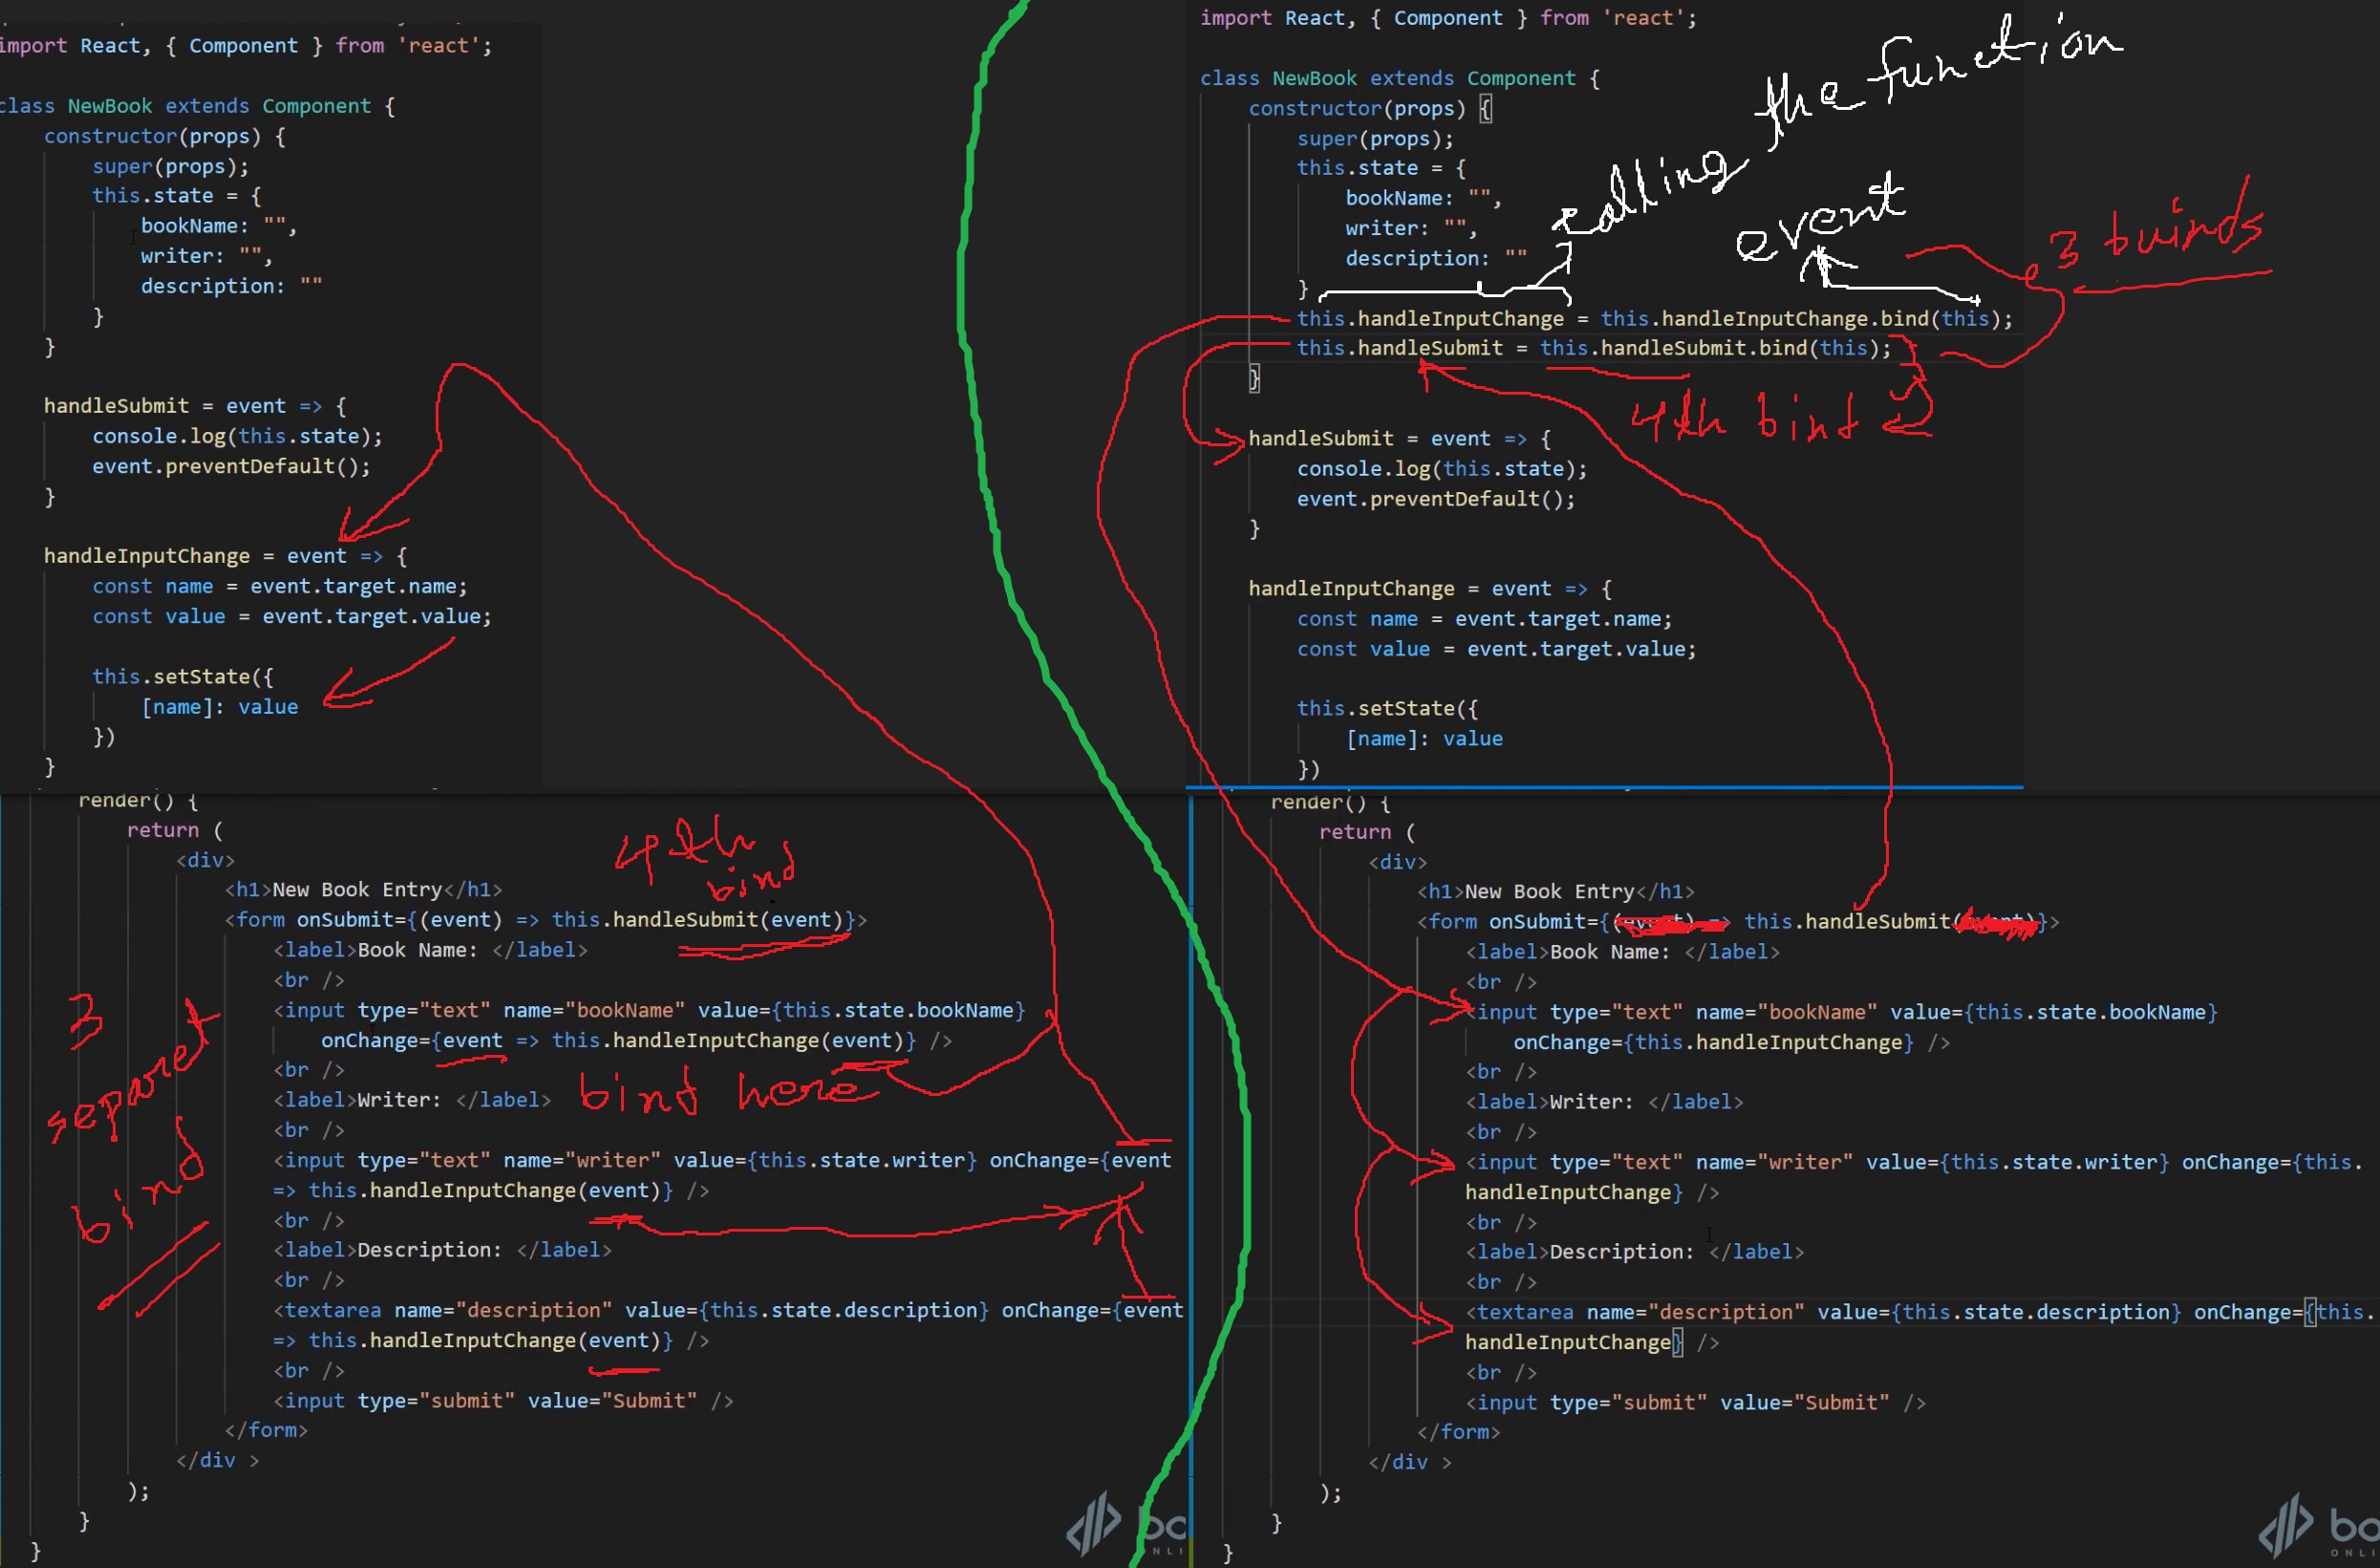 import React, { Component } from 'react';
class NewBook extends Component {
constructor(props) {
super(props);
this.state = {
bookName: "",
writer: "",
description: ""
}
}
handleSubmit = event => {
console.log(this.state);
event.preventDefault();
}
handleInputChange = event => {
const name = event.target.name;
const value = event.target.value;
this.setState({
[name]: value
})
}
render() {
return (
<div>
<h1>New Book Entry</h1>
<form onSubmit={(event) => this.handleSubmit(event)}>
<label>Book Name: </label>
<br />
<input type="text" name="bookName" value={this.state.bookName}
onChange={event => this.handleInputChange(event)} />
<br />
<label>Writer: </label>
<br />
<input type="text" name="writer" value={this.state.writer} onChange={event
=> this.handleInputChange(event)} />
<br />
<label>Description: </label>
<br />
<textarea name="description" value={this.state.description} onChange={event
=> this.handleInputChange(event)} />
<br />
<input type="submit" value="Submit" />
</form>
</div >
);
}
}
4th
bind
bind here
3
separet
bind
import React, { Component } from 'react';
class NewBook extends Component {
constructor(props) {
super(props);
this.state = {
bookName: "",
writer: "",
description: ""
}
this.handleInputChange = this.handleInputChange.bind(this);
this.handleSubmit = this.handleSubmit.bind(this);
}
handleSubmit = event => {
console.log(this.state);
event.preventDefault();
}
handleInputChange = event => {
const name = event.target.name;
const value = event.target.value;
this.setState({
[name]: value
})
render() {
return (
<div>
<h1>New Book Entry</h1>
<form onSubmit={(event) => this.handleSubmit(event)}>
<label>Book Name: </label>
<br />
<input type="text" name="bookName" value={this.state.bookName}
onChange={this.handleInputChange} />
<br />
<label>Writer: </label>
<br />
<input type="text" name="writer" value={this.state.writer} onChange={this.
handleInputChange} />
<br />
<label>Description: </label>
<br />
<textarea name="description" value={this.state.description} onChange={this.
handleInputChange} />
<br />
<input type="submit" value="Submit" />
</form>
</div >
);
}
}
calling the function
event
3 buinds
4th bind
bo
NLI
bo
ONLI